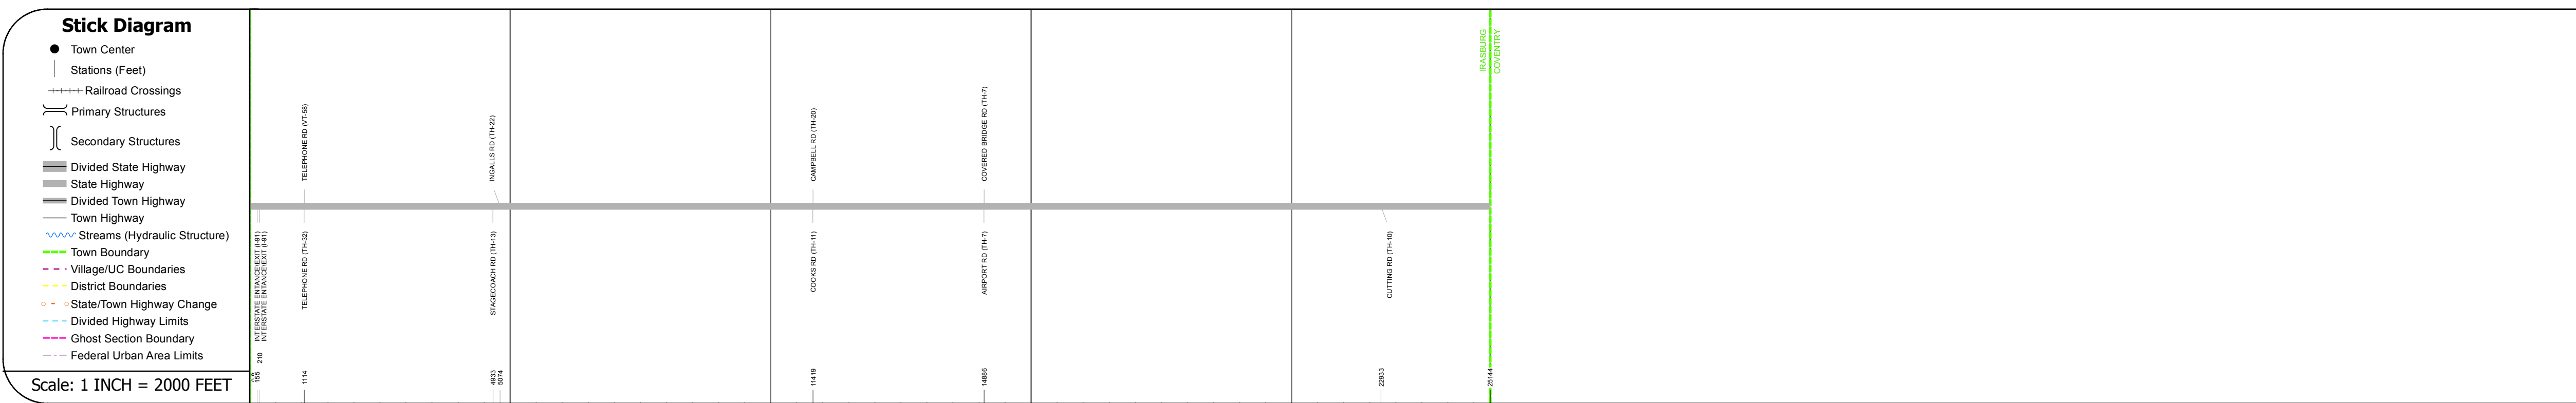 Stick Diagram
Town Center
Stations (Feet)
Railroad Crossings
Primary Structures
Secondary Structures
Divided State Highway
State Highway
Divided Town Highway
Town Highway
Streams (Hydraulic Structure)
Town Boundary
Village/UC Boundaries
District Boundaries
State/Town Highway Change
Divided Highway Limits
Ghost Section Boundary
Federal Urban Area Limits
Scale: 1 INCH = 2000 FEET
INTERSTATE ENTANCE\EXIT (I-91)
INTERSTATE ENTANCE\EXIT (I-91)
155
210
TELEPHONE RD (VT-58)
TELEPHONE RD (TH-32)
1114
INGALLS RD (TH-22)
STAGECOACH RD (TH-13)
4933
5074
CAMPBELL RD (TH-20)
COOKS RD (TH-11)
11419
COVERED BRIDGE RD (TH-7)
AIRPORT RD (TH-7)
14886
CUTTING RD (TH-10)
22933
IRASBURG
COVENTRY
25144